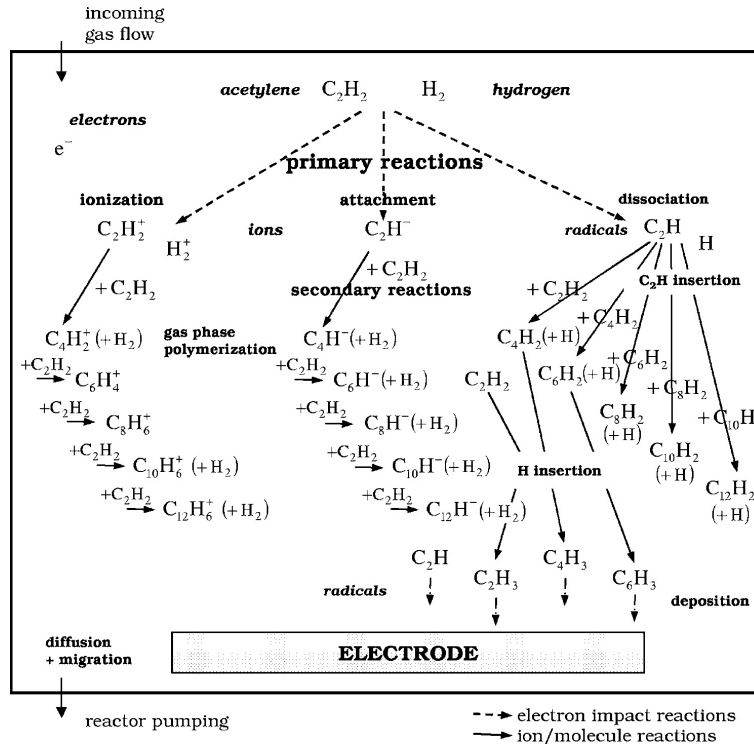 incoming
gas flow
acetylene C₂H₂ H₂ hydrogen
electrons
e⁻
primary reactions
ionization attachment dissociation
C₂H₂⁺ H₂⁺ ions C₂H⁻ radicals C₂H H
+ C₂H₂ + C₂H₂ + C₂H₂ C₂H insertion
secondary reactions + C₄H₂
C₄H₂⁺ (+ H₂) gas phase C₄H⁻ (+ H₂) C₄H₂ (+ H) + C₆H₂
polymerization
+C₂H₂ C₆H₄⁺ +C₂H₂ C₆H⁻ (+ H₂) C₂H₂ C₆H₂ (+ H) + C₈H₂
+C₂H₂ C₈H₆⁺ +C₂H₂ C₈H⁻ (+ H₂) C₈H₂ + C₁₀H
(+ H)
+C₂H₂ C₁₀H₆⁺ (+ H₂) +C₂H₂ C₁₀H⁻ (+ H₂) H insertion C₁₀H₂
(+ H)
+C₂H₂ C₁₂H₆⁺ (+ H₂) +C₂H₂ C₁₂H⁻ (+ H₂) C₁₂H₂
(+ H)
C₂H C₂H₃ C₄H₃ C₆H₃
radicals deposition
diffusion
+ migration
ELECTRODE
reactor pumping
electron impact reactions
ion/molecule reactions